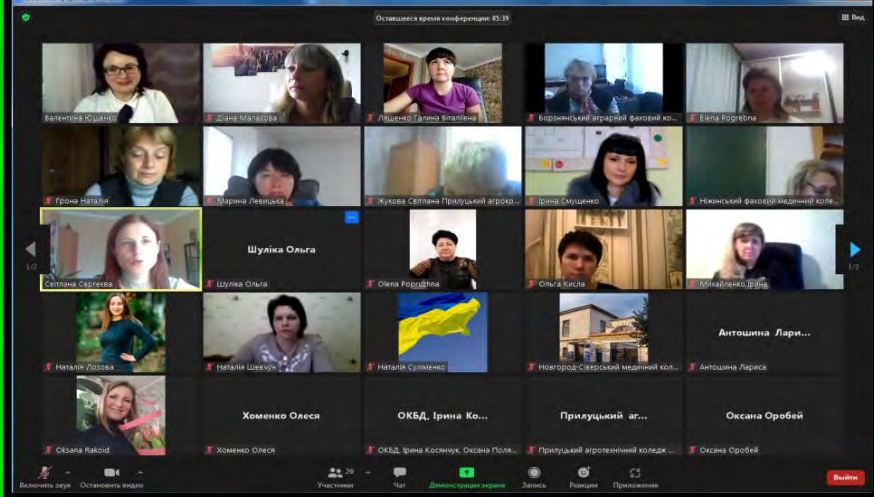 Оставшееся время конференции: 05:39
Вид
Валентина Ющенко
Діана Малахова
Ляшенко Галина Віталіївна
Борзнянський аграрний фаховий ко...
Elena Pogrebna
Грона Наталія
Марина Левицька
Жукова Світлана Прилуцький агроко...
Ірина Смущенко
Ніжинський фаховий медичний коле...
1/2
Світлана Сергеєва
Шуліка Ольга
Шуліка Ольга
Olena Popruzhna
Ольга Кисла
Михайленко Ірина
1/2
Наталія Лозова
Наталія Шевчук
Наталія Суліменко
Новгород-Сіверський медичний кол...
Антошина Лари...
Антошина Лариса
Oksana Rakoid
Хоменко Олеся
Хоменко Олеся
ОКБД, Ірина Ко...
ОКБД, Ірина Косянчук, Оксана Поля...
Прилуцький аг...
Прилуцький агротехнічний коледж ...
Оксана Оробей
Оксана Оробей
Включить звук
Остановить видео
26
Участники
Чат
Демонстрация экрана
Запись
Реакции
Приложения
Выйти